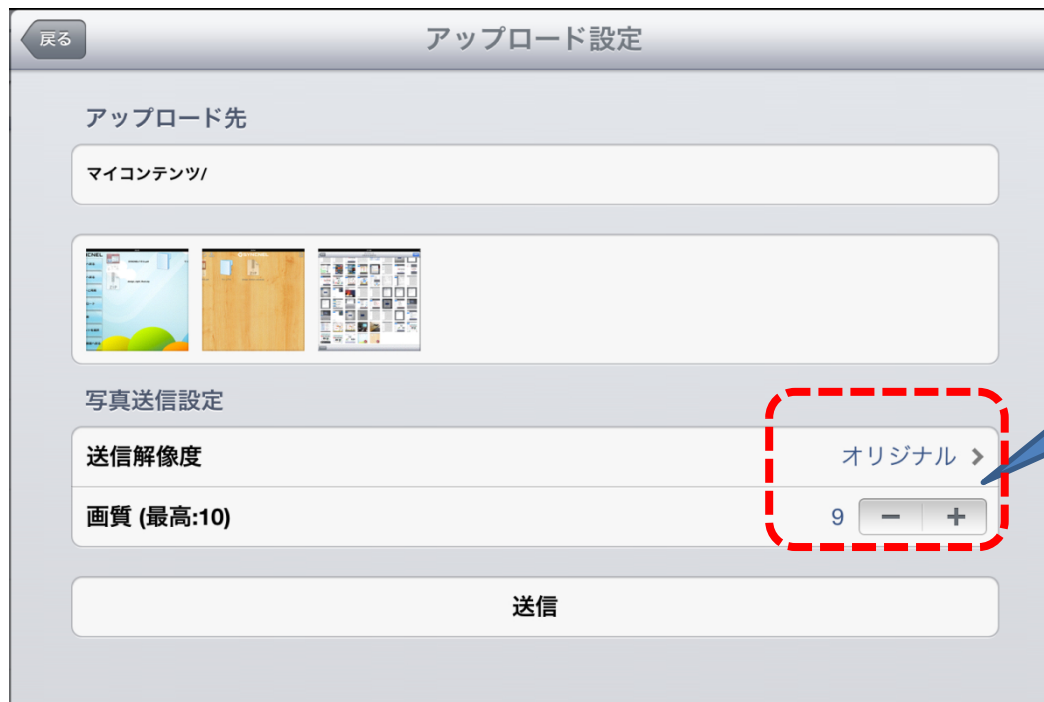 戻る
アップロード設定
アップロード先
マイコンテンツ/
写真送信設定
送信解像度
オリジナル
画質 (最高:10)
9
送信